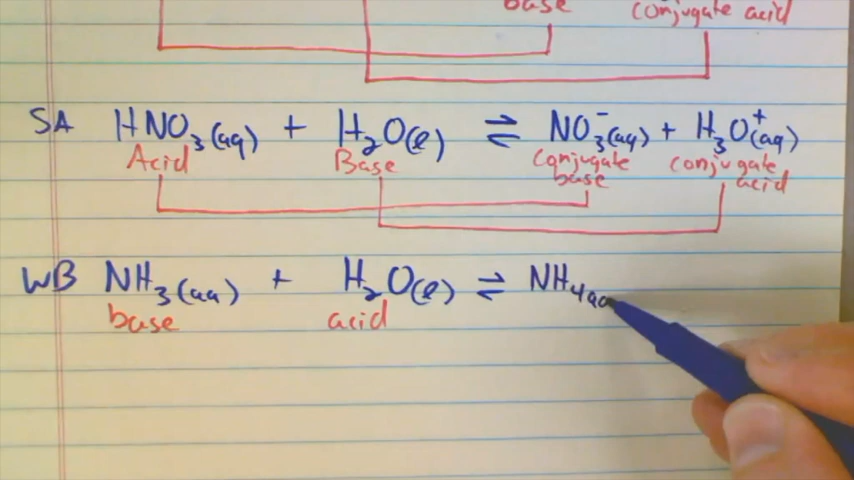 base conjugate acid
SA HNO₃(aq) + H₂O(l) ⇌ NO₃⁻(aq) + H₃O⁺(aq)
Acid Base conjugate base conjugate acid
WB NH₃(aq) + H₂O(l) ⇌ NH₄aq
base acid